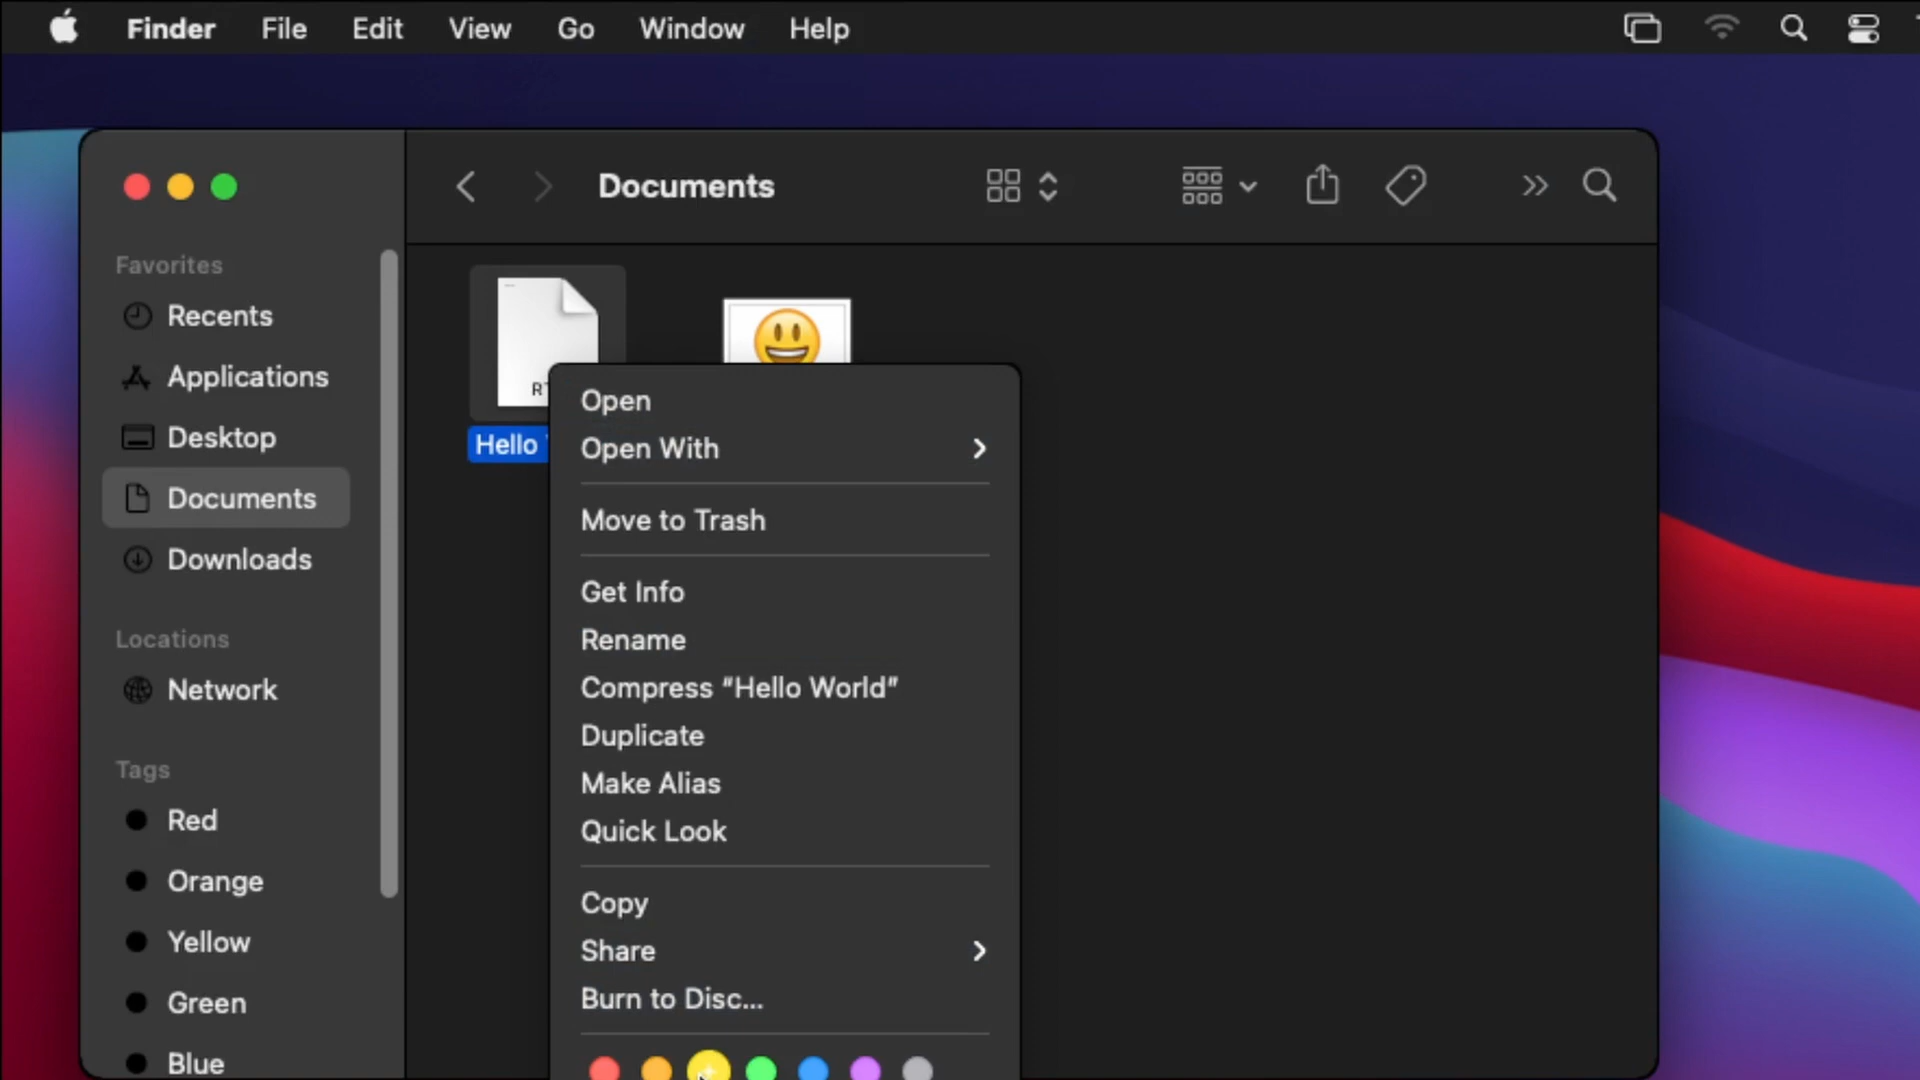 Finder File Edit View Go Window Help
Documents
Favorites
Recents
Applications
Desktop
Documents
Downloads
Locations
Network
Tags
Red
Orange
Yellow
Green
Blue
Hello
Open
Open With
Move to Trash
Get Info
Rename
Compress “Hello World”
Duplicate
Make Alias
Quick Look
Copy
Share
Burn to Disc...